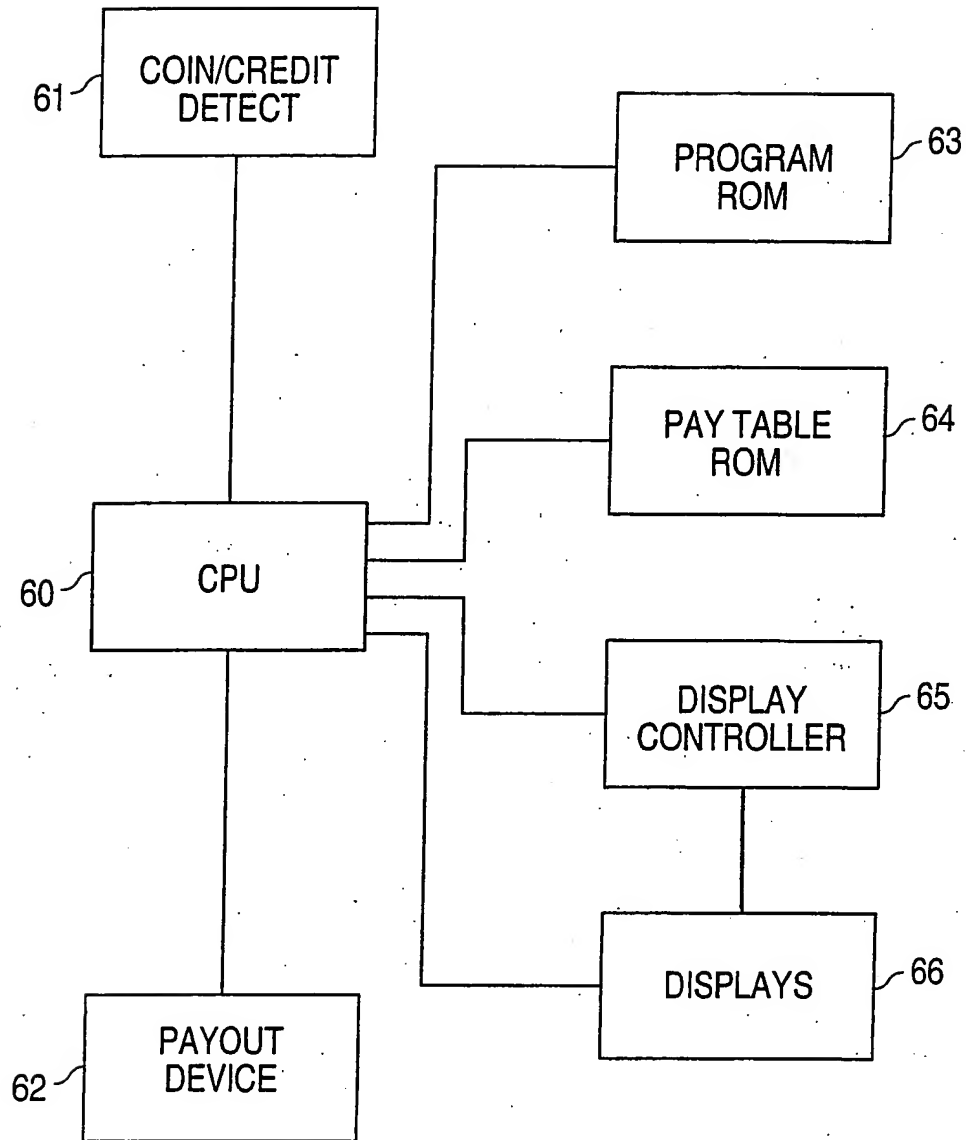 COIN/CREDIT
DETECT
61
PROGRAM
ROM
63
PAY TABLE
ROM
64
CPU
60
DISPLAY
CONTROLLER
65
DISPLAYS
66
PAYOUT
DEVICE
62